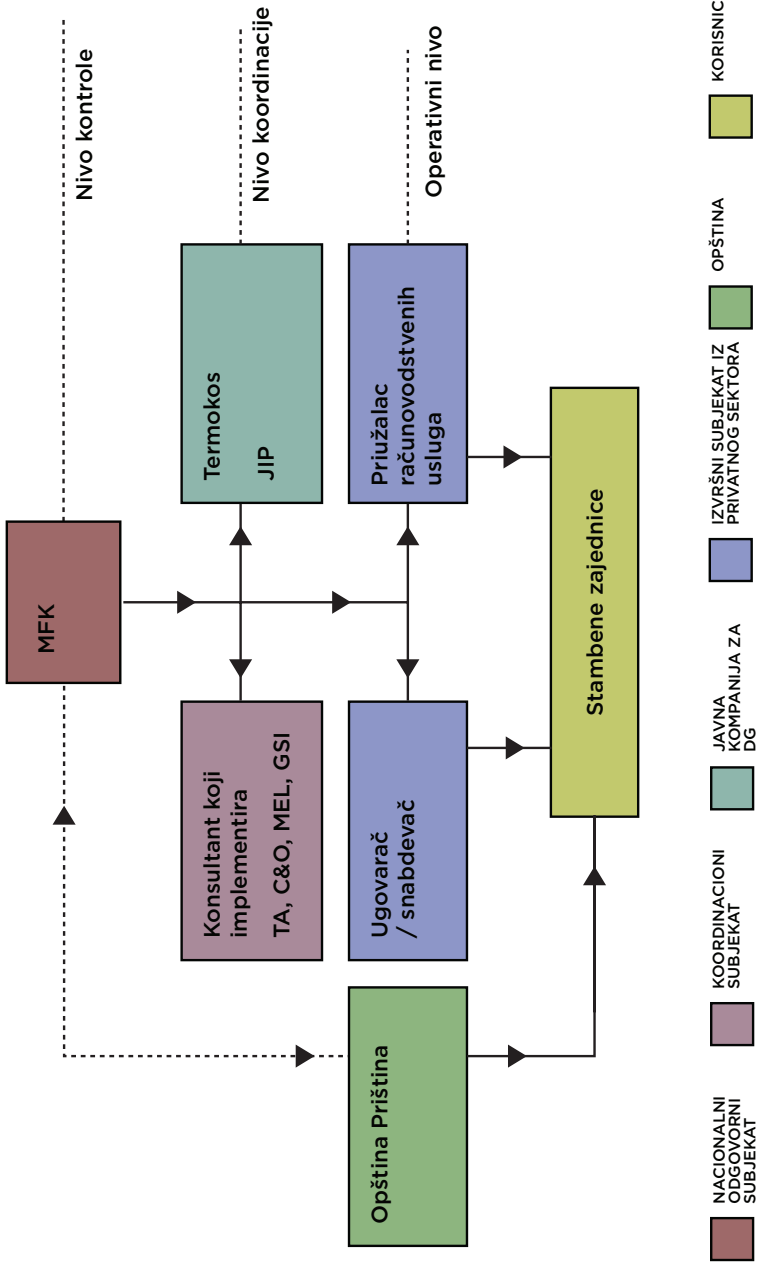 MFK
Nivo kontrole
Konsultant koji
implementira
TA, C&O, MEL, GSI
Termokos
JIP
Nivo koordinacije
Opština Priština
Ugovarač
/ snabdevač
Priužalac
računovodstvenih
usluga
Operativni nivo
Stambene zajednice
NACIONALNI
ODGOVORNI
SUBJEKAT
KOORDINACIONI
SUBJEKAT
JAVNA
KOMPANIJA ZA
DG
IZVRŠNI SUBJEKAT IZ
PRIVATNOG SEKTORA
OPŠTINA
KORISNIC